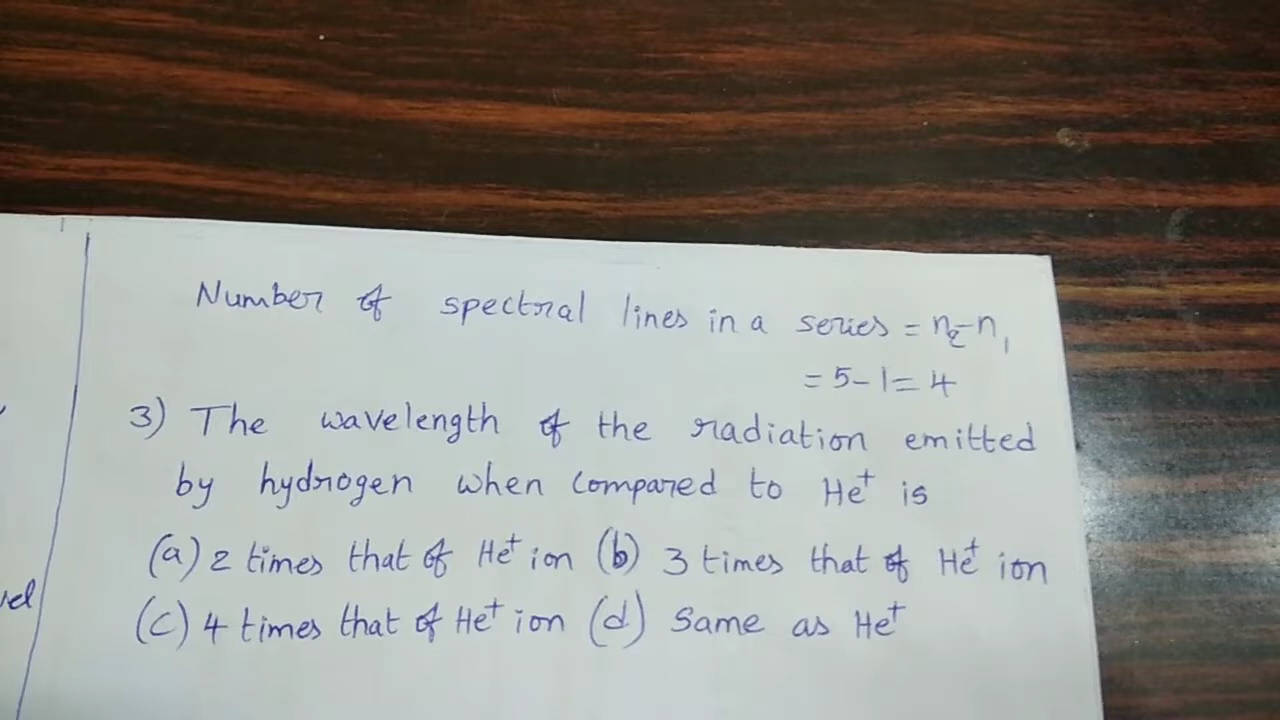 Number of spectral lines in a series = n₂-n₁
= 5-1= 4
3) The wavelength of the radiation emitted
by hydrogen when compared to He⁺ is
(a) 2 times that of He⁺ ion (b) 3 times that of He⁺ ion
(c) 4 times that of He⁺ ion (d) Same as He⁺